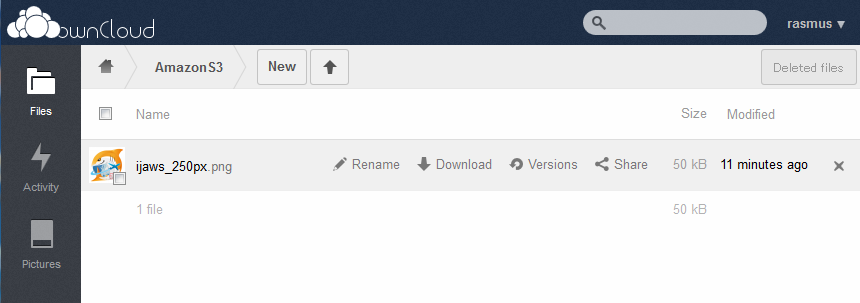 ownCloud
rasmus
AmazonS3
New
Deleted files
Files
Name
Size
Modified
ijaws_250px.png
Rename
Download
Versions
Share
50 kB
11 minutes ago
Activity
1 file
50 kB
Pictures